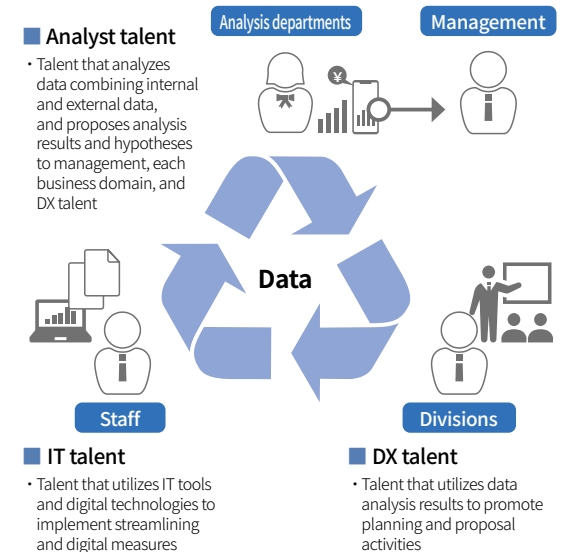 Analysis departments
Management
■ Analyst talent
・Talent that analyzes
data combining internal
and external data,
and proposes analysis
results and hypotheses
to management, each
business domain, and
DX talent
¥
Data
Staff
Divisions
■ IT talent
・Talent that utilizes IT tools
and digital technologies to
implement streamlining
and digital measures
■ DX talent
・Talent that utilizes data
analysis results to promote
planning and proposal
activities